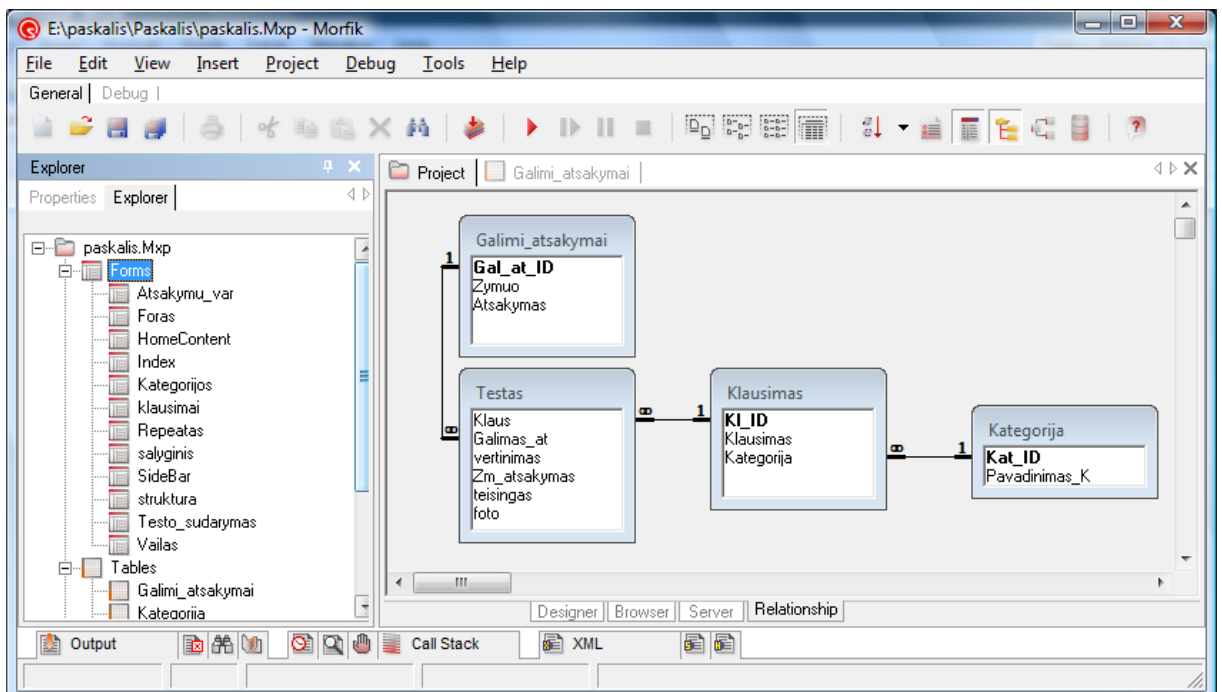 E:\paskalis\Paskalis\paskalis.Mxp - Morfik
File Edit View Insert Project Debug Tools Help
General Debug
Explorer
Properties Explorer
paskalis.Mxp
Forms
Atsakymu_var
Foras
HomeContent
Index
Kategorijos
klausimai
Repeatas
salyginis
SideBar
struktura
Testo_sudarymas
Vailas
Tables
Galimi_atsakymai
Kategorija
Project Galimi_atsakymai
Galimi_atsakymai
1
Gal_at_ID
Zymuo
Atsakymas
Testas
Klaus
Galimas_at
vertinimas
Zm_atsakymas
teisingas
foto
∞
∞
1
Klausimas
Kl_ID
Klausimas
Kategorija
∞
1
Kategorija
Kat_ID
Pavadinimas_K
Designer Browser Server Relationship
Output Call Stack XML